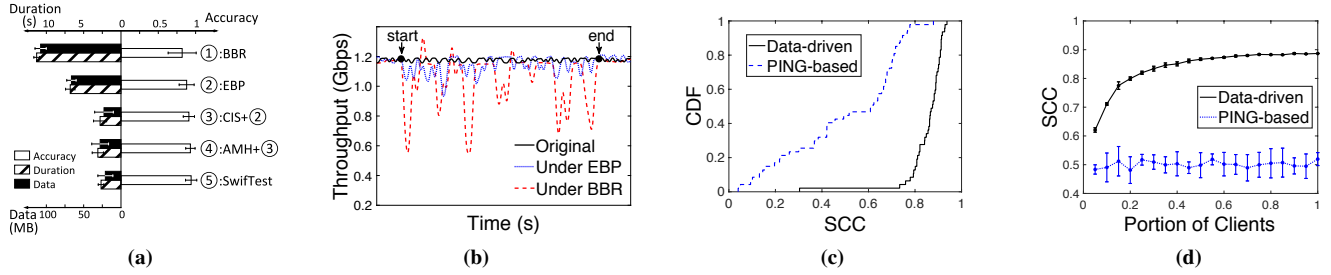 Duration
(s) 10 5 0 0.5 1 Accuracy
①:BBR
②:EBP
③:CIS+②
④:AMH+③
⑤:SwifTest
Accuracy
Duration
Data
Data 100 50 0
(MB)
(a)
Throughput (Gbps)
1.4
1.2
1.0
0.8
0.6
0.4
0.2
start
end
Original
Under EBP
Under BBR
Time (s)
(b)
CDF
1
0.8
0.6
0.4
0.2
0
Data-driven
PING-based
0 0.2 0.4 0.6 0.8 1
SCC
(c)
SCC
1
0.9
0.8
0.7
0.6
0.5
0.4
Data-driven
PING-based
0 0.2 0.4 0.6 0.8 1
Portion of Clients
(d)